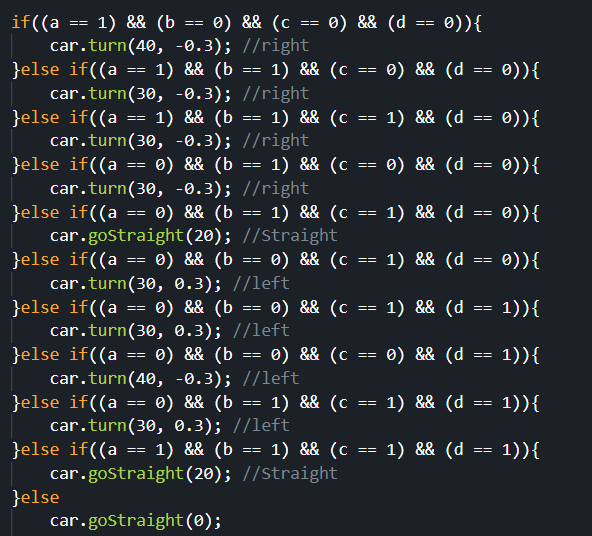 if((a == 1) && (b == 0) && (c == 0) && (d == 0)){
    car.turn(40, -0.3); //right
}else if((a == 1) && (b == 1) && (c == 0) && (d == 0)){
    car.turn(30, -0.3); //right
}else if((a == 1) && (b == 1) && (c == 1) && (d == 0)){
    car.turn(30, -0.3); //right
}else if((a == 0) && (b == 1) && (c == 0) && (d == 0)){
    car.turn(30, -0.3); //right
}else if((a == 0) && (b == 1) && (c == 1) && (d == 0)){
    car.goStraight(20); //Straight
}else if((a == 0) && (b == 0) && (c == 1) && (d == 0)){
    car.turn(30, 0.3); //left
}else if((a == 0) && (b == 0) && (c == 1) && (d == 1)){
    car.turn(30, 0.3); //left
}else if((a == 0) && (b == 0) && (c == 0) && (d == 1)){
    car.turn(40, -0.3); //left
}else if((a == 0) && (b == 1) && (c == 1) && (d == 1)){
    car.turn(30, 0.3); //left
}else if((a == 1) && (b == 1) && (c == 1) && (d == 1)){
    car.goStraight(20); //Straight
}else
    car.goStraight(0);